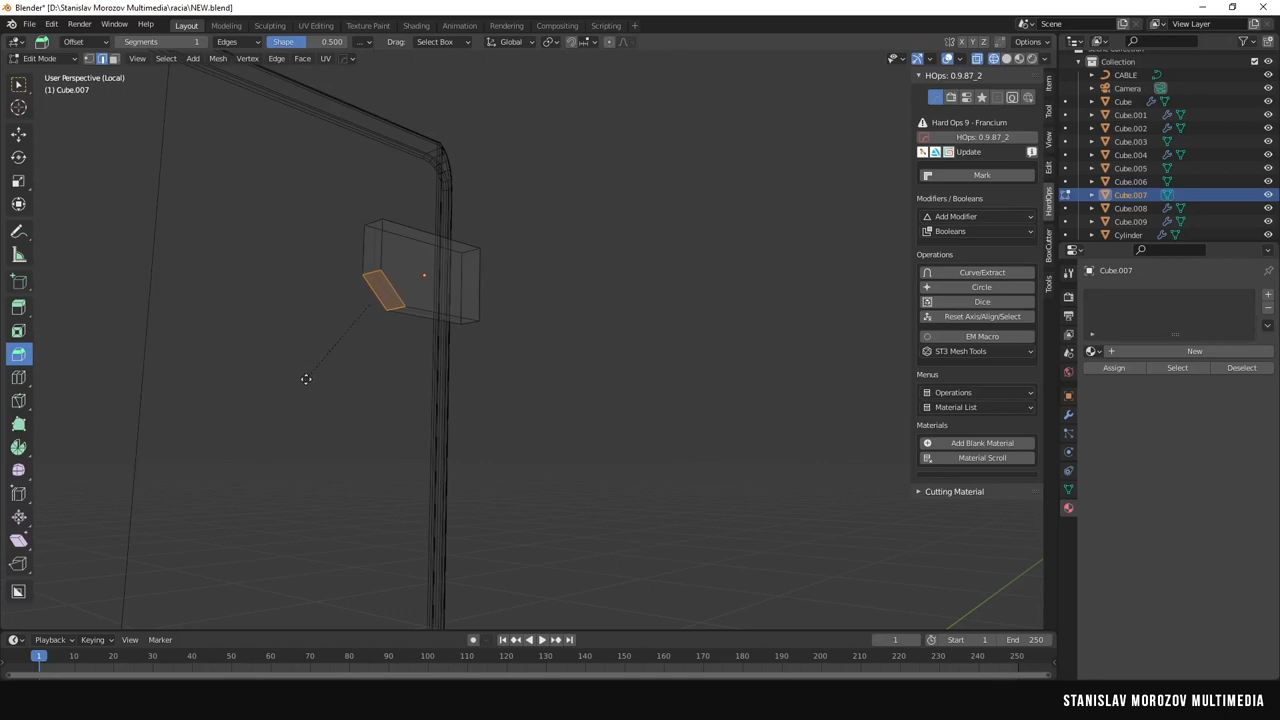 Blender* [D:\Stanislav Morozov Multimedia\racia\NEW.blend]
File Edit Render Window Help Layout Modeling Sculpting UV Editing Texture Paint Shading Animation Rendering Compositing Scripting + Scene View Layer
Offset Segments 1 Edges Shape 0.500 ... Drag: Select Box Global X Y Z Options
Edit Mode View Select Add Mesh Vertex Edge Face UV
User Perspective (Local)
(1) Cube.007
HOps: 0.9.87_2
Hard Ops 9 - Francium
HOps: 0.9.87_2
Update
Mark
Modifiers / Booleans
Add Modifier
Booleans
Operations
Curve/Extract
Circle
Dice
Reset Axis/Align/Select
EM Macro
ST3 Mesh Tools
Menus
Operations
Material List
Materials
Add Blank Material
Material Scroll
Cutting Material
Item
Tool
View
Edit
HardOps
BoxCutter
Tools
Collection
CABLE
Camera
Cube
Cube.001
Cube.002
Cube.003
Cube.004
Cube.005
Cube.006
Cube.007
Cube.008
Cube.009
Cylinder
Cube.007
New
Assign Select Deselect
Playback Keying View Marker 1 Start 1 End 250
1 10 20 30 40 50 60 70 80 90 100 110 120 130 140 150 160 170 180 190 200 210 220 230 240 250
STANISLAV MOROZOV MULTIMEDIA